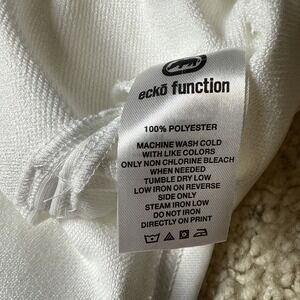 eckō function
100% POLYESTER
MACHINE WASH COLD
WITH LIKE COLORS
ONLY NON CHLORINE BLEACH
WHEN NEEDED
TUMBLE DRY LOW
LOW IRON ON REVERSE
SIDE ONLY
STEAM IRON LOW
DO NOT IRON
DIRECTLY ON PRINT